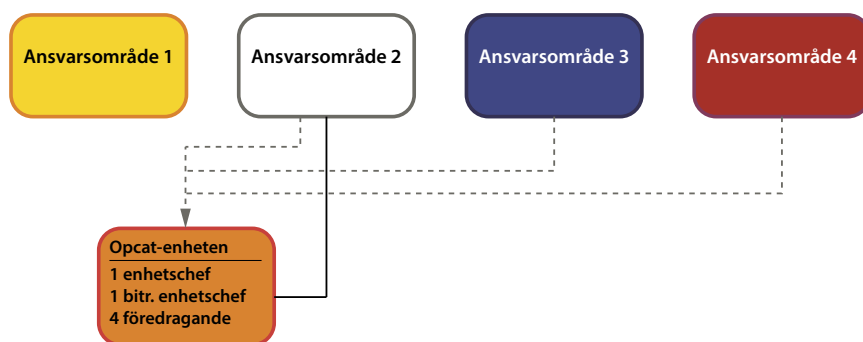 Ansvarsområde 1
Ansvarsområde 2
Ansvarsområde 3
Ansvarsområde 4
Opcat-enheten
1 enhetschef
1 bitr. enhetschef
4 föredragande